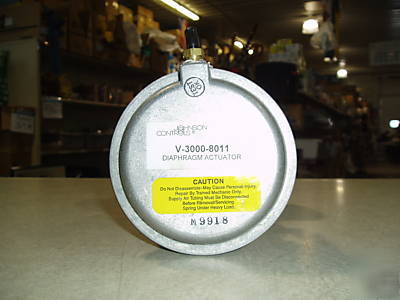 JOHNSON
CONTROLS
V-3000-8011
DIAPHRAGM ACTUATOR
CAUTION
Do Not Disassemble-May Cause Personal Injury.
Repair By Trained Mechanic Only.
Supply Air Tubing Must Be Disconnected
Before Removal/Servicing
Spring Under Heavy Load.
M9918